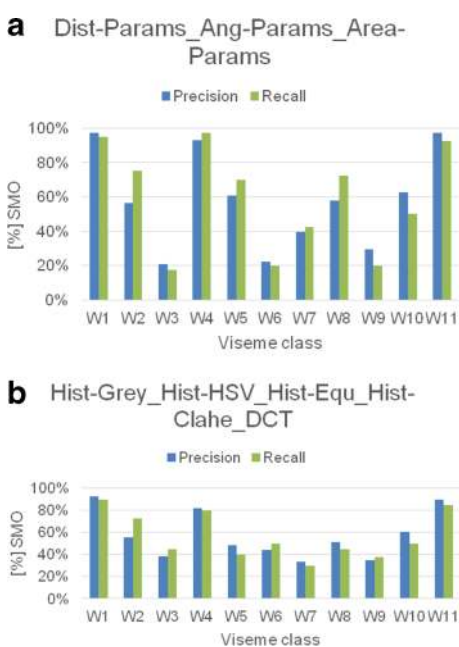 a Dist-Params_Ang-Params_Area-
Params
Precision Recall
100%
80%
60%
40%
20%
0%
[%] SMO
W1 W2 W3 W4 W5 W6 W7 W8 W9 W10 W11
Viseme class
b Hist-Grey_Hist-HSV_Hist-Equ_Hist-
Clahe_DCT
Precision Recall
100%
80%
60%
40%
20%
0%
[%] SMO
W1 W2 W3 W4 W5 W6 W7 W8 W9 W10 W11
Viseme class